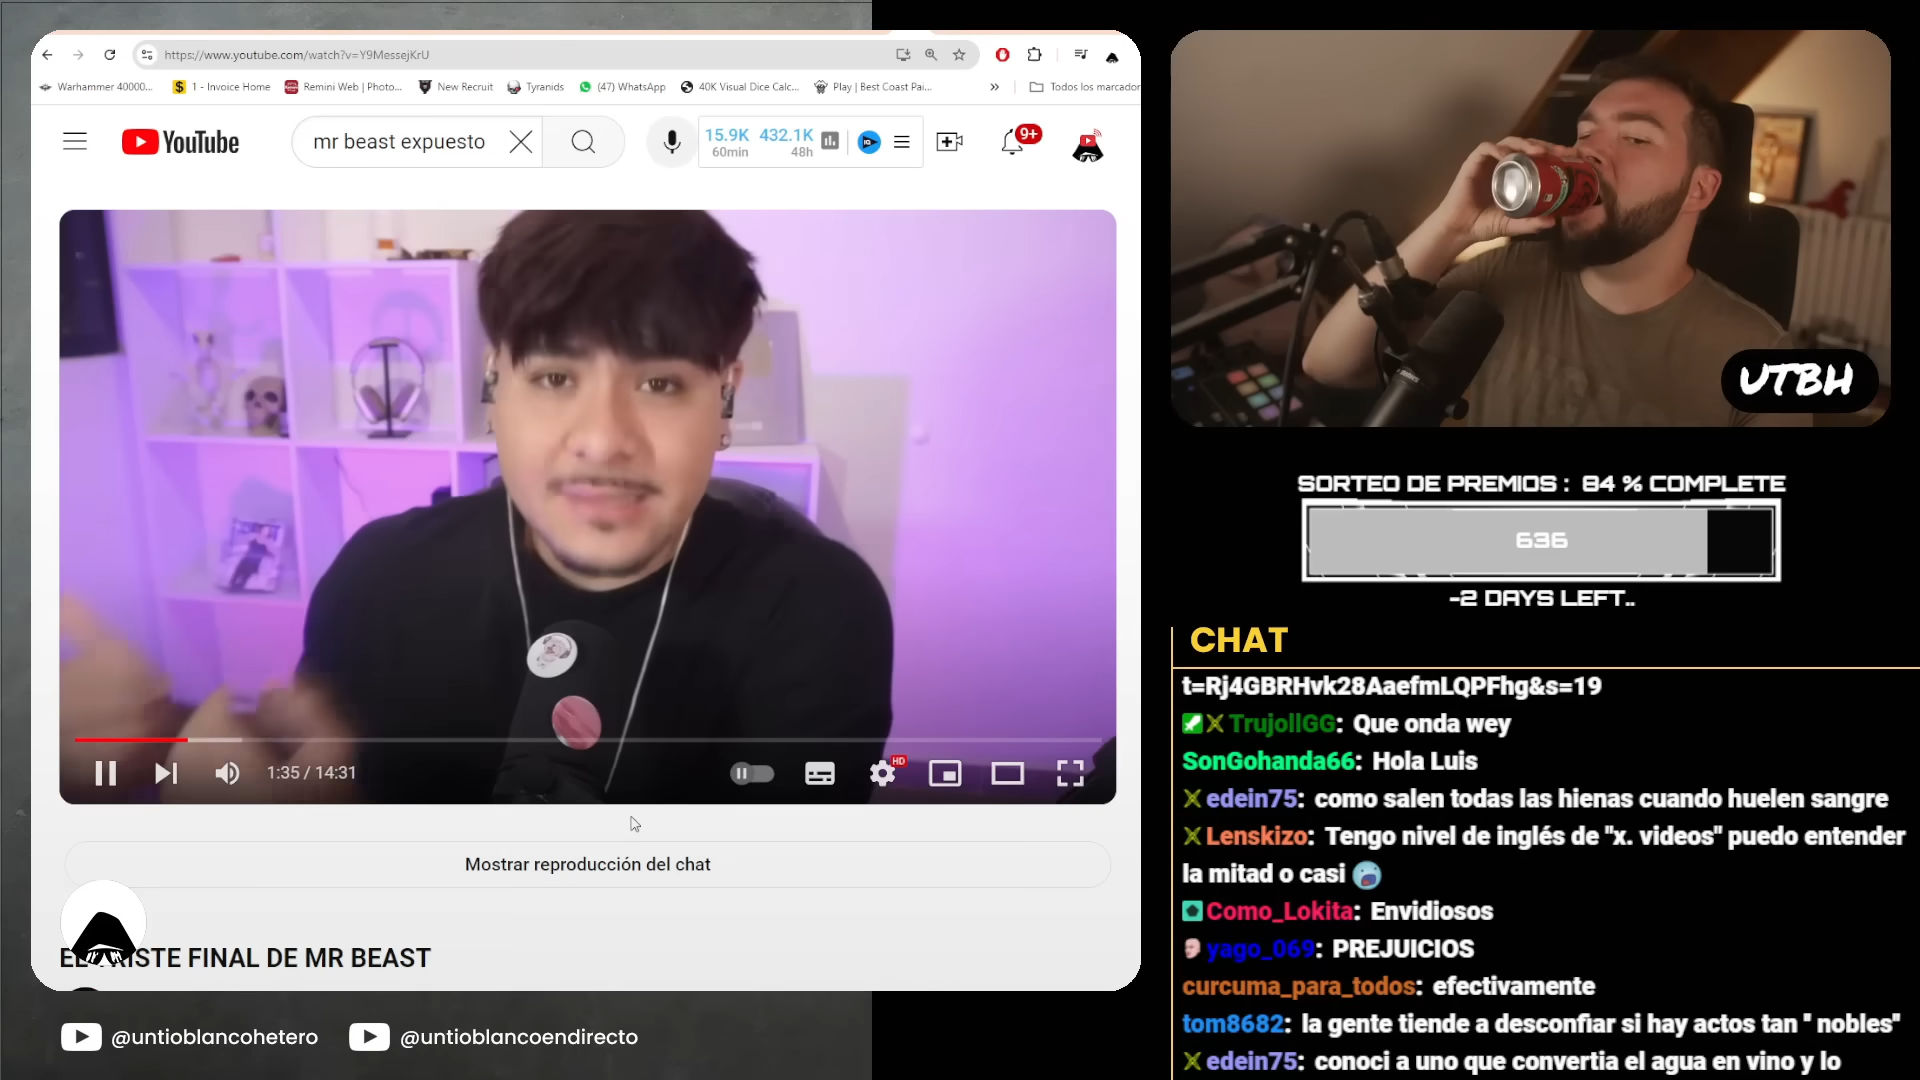 https://www.youtube.com/watch?v=Y9MessejKrU
Warhammer 40000...
$ 1 - Invoice Home
Remini Web | Photo...
New Recruit
Tyranids
(47) WhatsApp
40K Visual Dice Calc...
Play | Best Coast Pai...
»
Todos los marcador
YouTube
mr beast expuesto
15.9K 432.1K
60min 48h
9+
1:35 / 14:31
HD
Mostrar reproducción del chat
FINAL DE MR BEAST
@untioblancohetero
@untioblancoendirecto
UTBH
SORTEO DE PREMIOS : 84 % COMPLETE
636
-2 DAYS LEFT..
CHAT
t=Rj4GBRHvk28AaefmLQPFhg&s=19
TrujollGG: Que onda wey
SonGohanda66: Hola Luis
edein75: como salen todas las hienas cuando huelen sangre
Lenskizo: Tengo nivel de inglés de "x. videos" puedo entender
la mitad o casi
Como_Lokita: Envidiosos
yago_069: PREJUICIOS
curcuma_para_todos: efectivamente
tom8682: la gente tiende a desconfiar si hay actos tan " nobles"
edein75: conoci a uno que convertia el agua en vino y lo